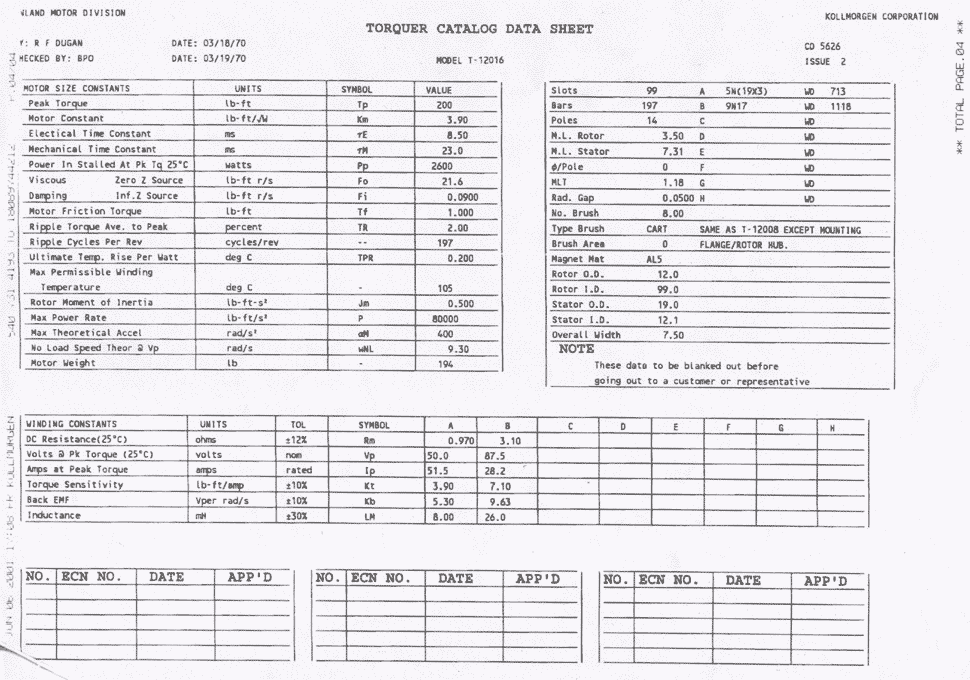 NLAND MOTOR DIVISION
KOLLMORGEN CORPORATION
TORQUER CATALOG DATA SHEET
Y: R F DUGAN DATE: 03/18/70
CD 5626
HECKED BY: BPO DATE: 03/19/70 MODEL T-12016
ISSUE 2
** TOTAL PAGE.04 **
MOTOR SIZE CONSTANTS UNITS SYMBOL VALUE
Peak Torque lb-ft Tp 200
Motor Constant lb-ft/√W Km 3.90
Electical Time Constant ms τE 8.50
Mechanical Time Constant ms τM 23.0
Power In Stalled At Pk Tq 25°C watts Pp 2600
Viscous Zero Z Source lb-ft r/s Fo 21.6
Damping Inf.Z Source lb-ft r/s Fi 0.0900
Motor Friction Torque lb-ft Tf 1.000
Ripple Torque Ave. to Peak percent TR 2.00
Ripple Cycles Per Rev cycles/rev -- 197
Ultimate Temp. Rise Per Watt deg C TPR 0.200
Max Permissible Winding
Temperature deg C - 105
Rotor Moment of Inertia lb-ft-s² Jm 0.500
Max Power Rate lb-ft/s² P 80000
Max Theoretical Accel rad/s² αM 400
No Load Speed Theor @ Vp rad/s wNL 9.30
Motor Weight lb - 194
Slots 99 A 5N(19X3) WD 713
Bars 197 B 9N17 WD 1118
Poles 14 C WD
M.L. Rotor 3.50 D WD
M.L. Stator 7.31 E WD
ϕ/Pole 0 F WD
MLT 1.18 G WD
Rad. Gap 0.0500 H WD
No. Brush 8.00
Type Brush CART SAME AS T-12008 EXCEPT MOUNTING
Brush Area 0 FLANGE/ROTOR HUB.
Magnet Mat AL5
Rotor O.D. 12.0
Rotor I.D. 99.0
Stator O.D. 19.0
Stator I.D. 12.1
Overall Width 7.50
NOTE
These data to be blanked out before
going out to a customer or representative
WINDING CONSTANTS UNITS TOL SYMBOL A B C D E F G H
DC Resistance(25°C) ohms ±12% Rm 0.970 3.10
Volts @ Pk Torque (25°C) volts nom Vp 50.0 87.5
Amps at Peak Torque amps rated Ip 51.5 28.2
Torque Sensitivity lb-ft/amp ±10% Kt 3.90 7.10
Back EMF Vper rad/s ±10% Kb 5.30 9.63
Inductance mH ±30% LM 8.00 26.0
NO. ECN NO. DATE APP'D NO. ECN NO. DATE APP'D NO. ECN NO. DATE APP'D